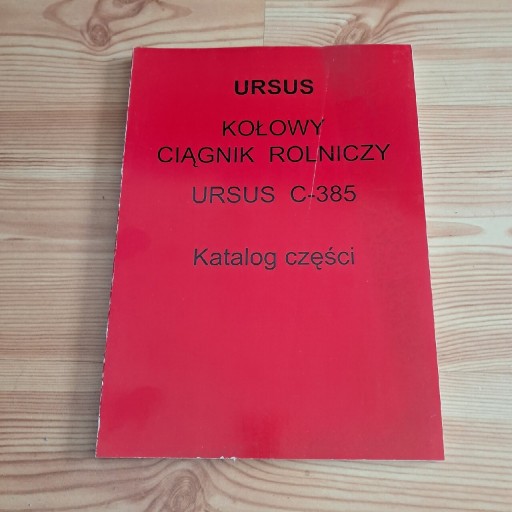 URSUS
KOŁOWY
CIĄGNIK ROLNICZY
URSUS C-385
Katalog części